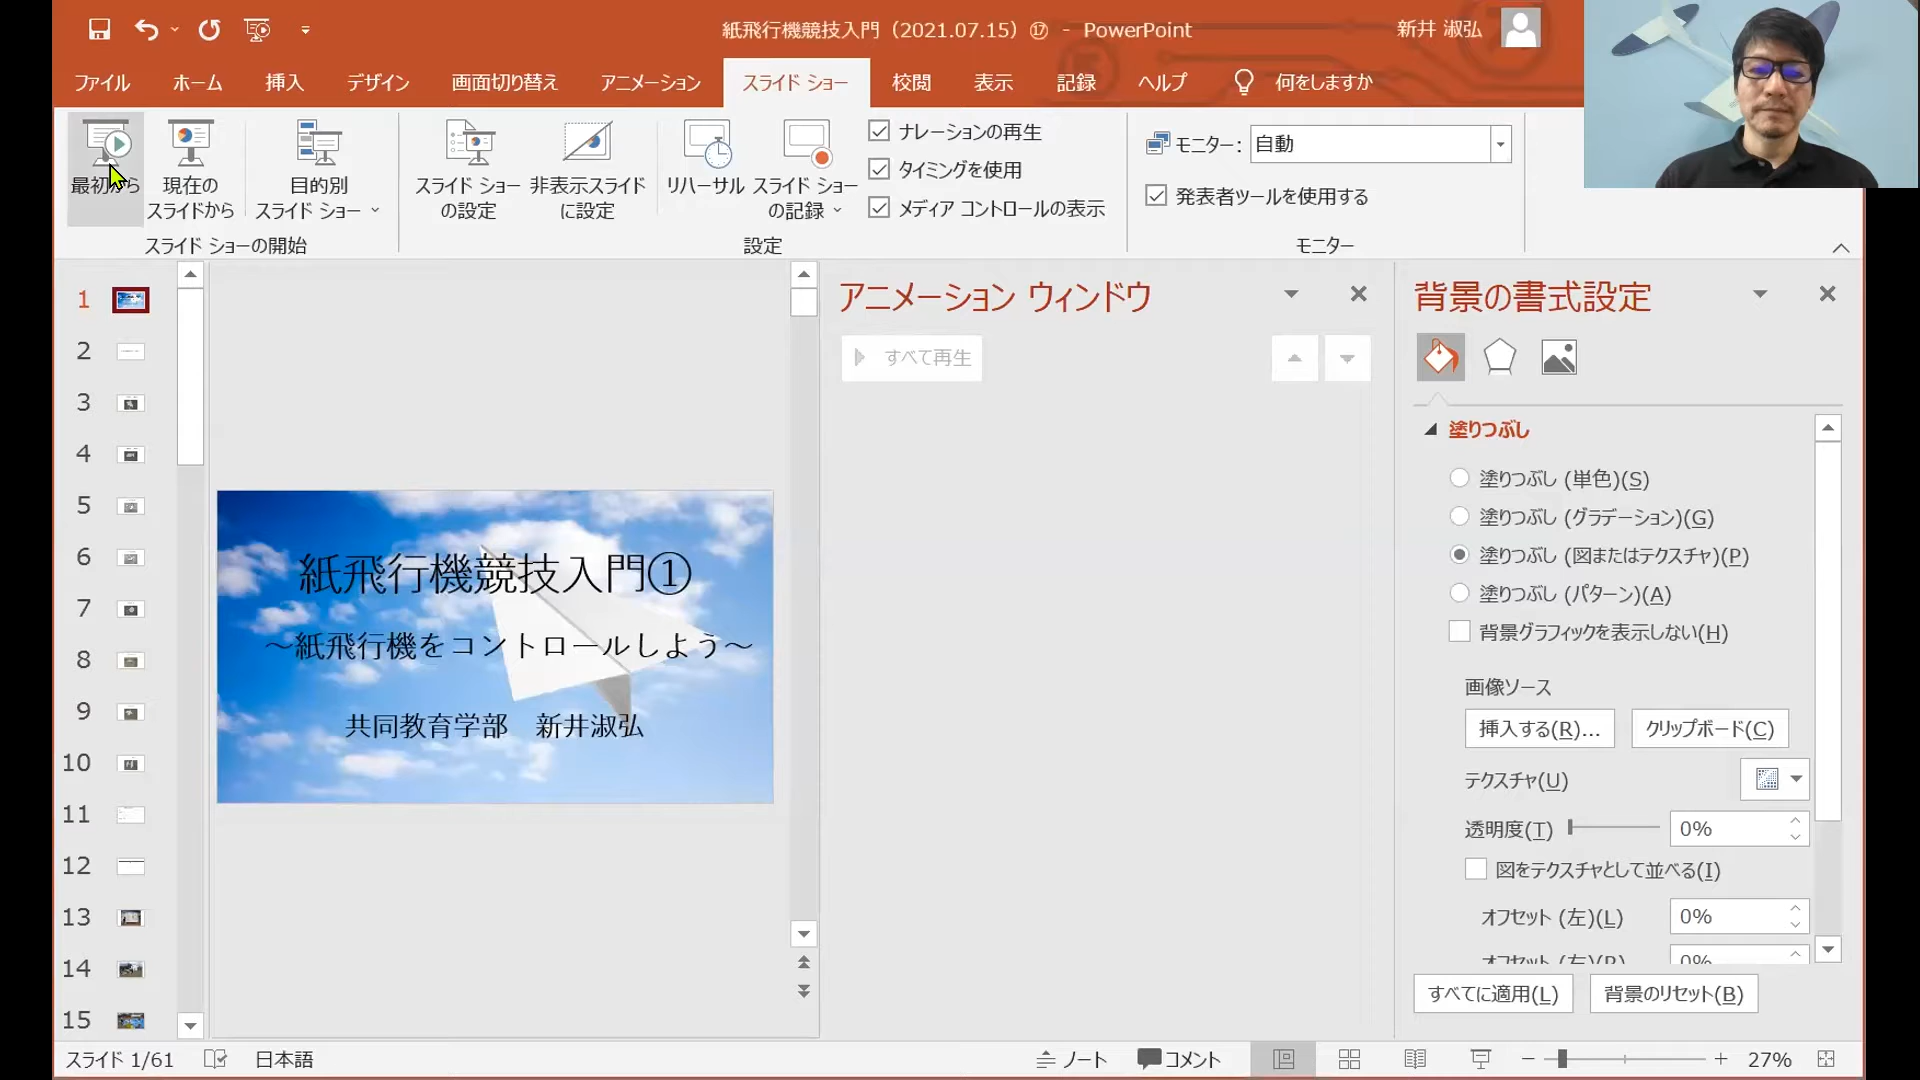 紙飛行機競技入門（2021.07.15）⑰ - PowerPoint
新井 淑弘
ファイル ホーム 挿入 デザイン 画面切り替え アニメーション スライド ショー 校閲 表示 記録 ヘルプ 何をしますか
最初から
現在の
スライドから
目的別
スライド ショー
スライド ショーの開始
スライド ショー
の設定
非表示スライド
に設定
リハーサル
スライド ショー
の記録
ナレーションの再生
タイミングを使用
メディア コントロールの表示
設定
モニター: 自動
発表者ツールを使用する
モニター
1
2
3
4
5
6
7
8
9
10
11
12
13
14
15
紙飛行機競技入門①
～紙飛行機をコントロールしよう～
共同教育学部 新井淑弘
アニメーション ウィンドウ
すべて再生
背景の書式設定
塗りつぶし
塗りつぶし (単色)(S)
塗りつぶし (グラデーション)(G)
塗りつぶし (図またはテクスチャ)(P)
塗りつぶし (パターン)(A)
背景グラフィックを表示しない(H)
画像ソース
挿入する(R)... クリップボード(C)
テクスチャ(U)
透明度(T) 0%
図をテクスチャとして並べる(I)
オフセット (左)(L) 0%
オフセット (右)(R) 0%
すべてに適用(L) 背景のリセット(B)
スライド 1/61 日本語 ノート コメント 27%